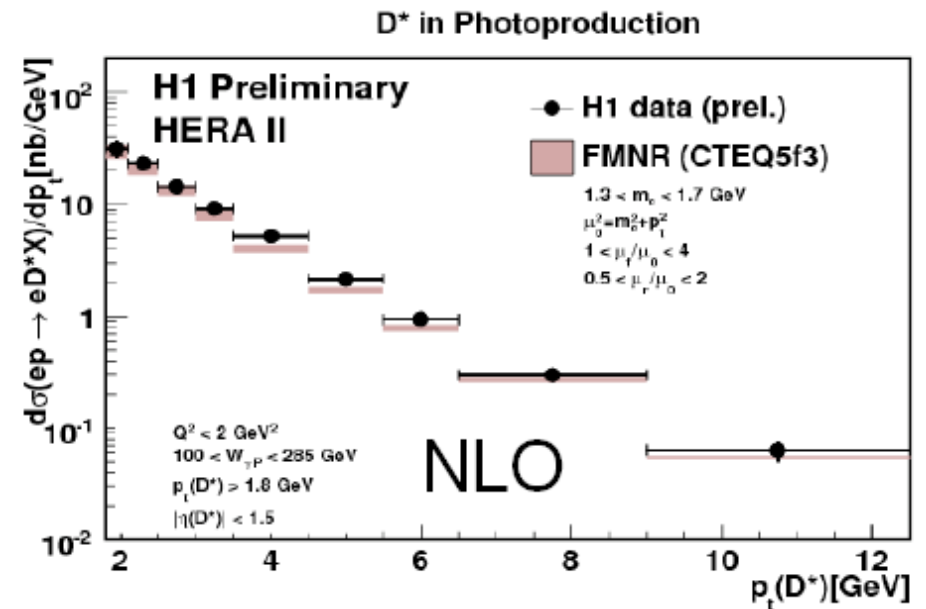 D* in Photoproduction
H1 Preliminary
HERA II
H1 data (prel.)
FMNR (CTEQ5f3)
1.3 < m_c < 1.7 GeV
μ₀²=m_c²+p_t²
1 < μ_f/μ₀ < 4
0.5 < μ_r/μ₀ < 2
dσ(ep → eD*X)/dp_t[nb/GeV]
10²
10
1
10⁻¹
10⁻²
Q² < 2 GeV²
100 < W_γP < 285 GeV
p_t(D*) > 1.8 GeV
|η(D*)| < 1.5
NLO
2 4 6 8 10 12
p_t(D*)[GeV]